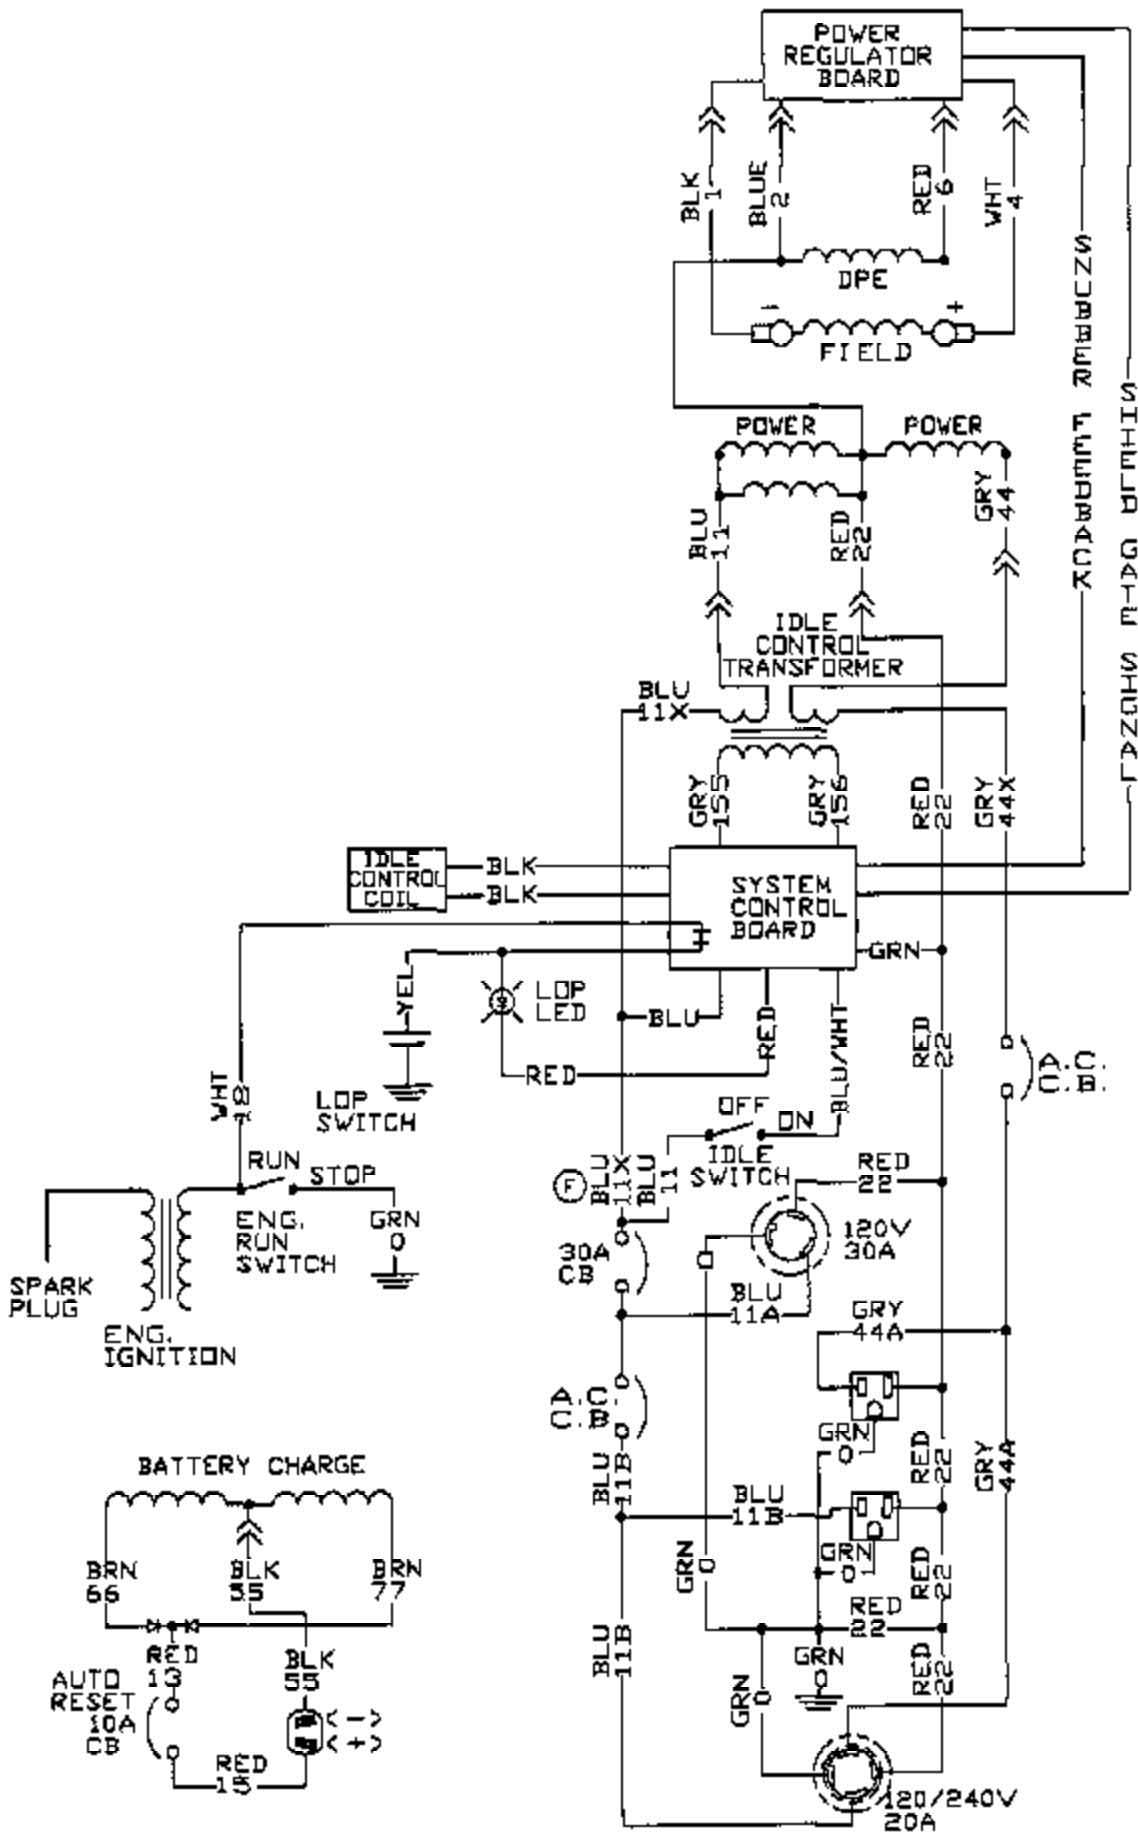 POWER
REGULATOR
BOARD
BLK
1
BLUE
2
RED
6
WHT
4
DPE
-
+
FIELD
SNUBBER FEEDBACK
SHIELD GATE SIGNAL
POWER
POWER
BLU
11
RED
22
GRY
44
IDLE
CONTROL
TRANSFORMER
BLU
11X
GRY
155
GRY
156
RED
22
GRY
44X
IDLE
CONTROL
COIL
BLK
BLK
SYSTEM
CONTROL
BOARD
GRN
YEL
LOP
LED
BLU
RED
BLU/WHT
RED
22
A.C.
C.B.
RED
WHT
18
LOP
SWITCH
OFF
ON
IDLE
SWITCH
RUN
STOP
F
BLU
11X
BLU
11
RED
22
ENG.
RUN
SWITCH
GRN
0
30A
CB
120V
30A
SPARK
PLUG
BLU
11A
GRY
44A
ENG.
IGNITION
A.C.
C.B.
GRN
0
BATTERY CHARGE
BLU
11B
RED
22
GRY
44A
BLU
11B
BRN
66
BLK
55
BRN
77
GRN
0
GRN
0
RED
22
RED
22
RED
13
BLK
55
BLU
11B
GRN
0
RED
22
AUTO
RESET
10A
CB
GRN
0
<->
<+>
RED
15
120/240V
20A